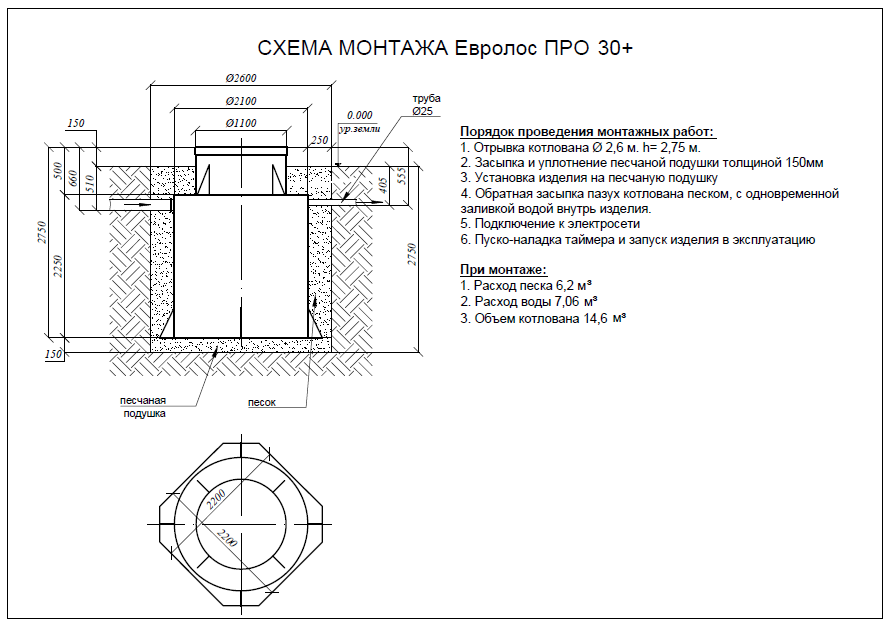 СХЕМА МОНТАЖА Евролос ПРО 30+
Ø2600
Ø2100
Ø1100
150
250
0.000
ур.земли
труба
Ø25
500
660
510
405
555
2750
2250
2750
150
песчаная
подушка
песок
2200
2200
Порядок проведения монтажных работ:
1. Отрывка котлована Ø 2,6 м. h= 2,75 м.
2. Засыпка и уплотнение песчаной подушки толщиной 150мм
3. Установка изделия на песчаную подушку
4. Обратная засыпка пазух котлована песком, с одновременной
заливкой водой внутрь изделия.
5. Подключение к электросети
6. Пуско-наладка таймера и запуск изделия в эксплуатацию
При монтаже:
1. Расход песка 6,2 м³
2. Расход воды 7,06 м³
3. Объем котлована 14,6 м³